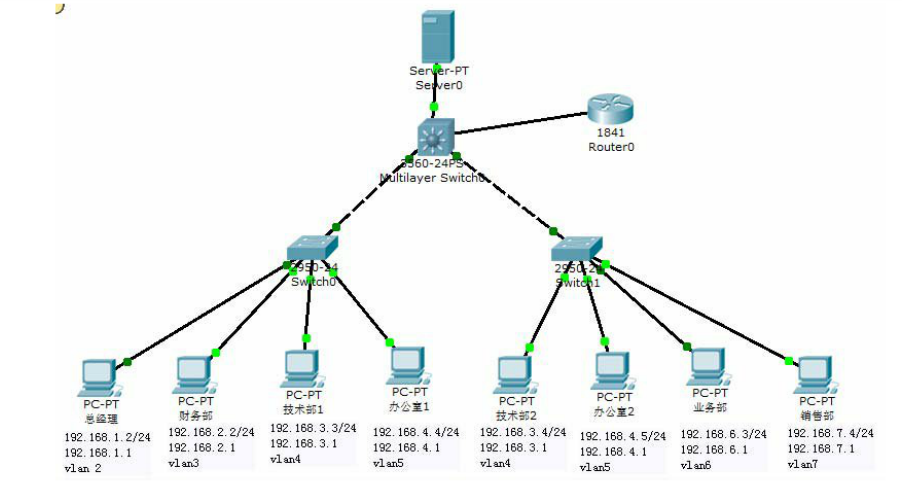 Server-PT
Server0
1841
Router0
3560-24PS
Multilayer Switch0
2950-24
Switch0
2950-24
Switch1
PC-PT
总经理
192.168.1.2/24
192.168.1.1
vlan 2
PC-PT
财务部
192.168.2.2/24
192.168.2.1
vlan3
PC-PT
技术部1
192.168.3.3/24
192.168.3.1
vlan4
PC-PT
办公室1
192.168.4.4/24
192.168.4.1
vlan5
PC-PT
技术部2
192.168.3.4/24
192.168.3.1
vlan4
PC-PT
办公室2
192.168.4.5/24
192.168.4.1
vlan5
PC-PT
业务部
192.168.6.3/24
192.168.6.1
vlan6
PC-PT
销售部
192.168.7.4/24
192.168.7.1
vlan7